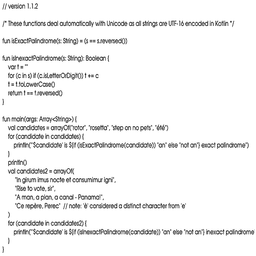 // version 1.1.2
/* These functions deal automatically with Unicode as all strings are UTF-16 encoded in Kotlin */
fun isExactPalindrome(s: String) = (s == s.reversed())
fun isInexactPalindrome(s: String): Boolean {
var t = ""
for (c in s) if (c.isLetterOrDigit()) t += c
t = t.toLowerCase()
return t == t.reversed()
}
fun main(args: Array<String>) {
val candidates = arrayOf("rotor", "rosetta", "step on no pets", "été")
for (candidate in candidates) {
println("'$candidate' is ${if (isExactPalindrome(candidate)) "an" else "not an"} exact palindrome")
}
println()
val candidates2 = arrayOf(
"In girum imus nocte et consumimur igni",
"Rise to vote, sir",
"A man, a plan, a canal - Panama!",
"Ce repère, Perec" // note: 'è' considered a distinct character from 'e'
)
for (candidate in candidates2) {
println("'$candidate' is ${if (isInexactPalindrome(candidate)) "an" else "not an"} inexact palindrome")
}
}